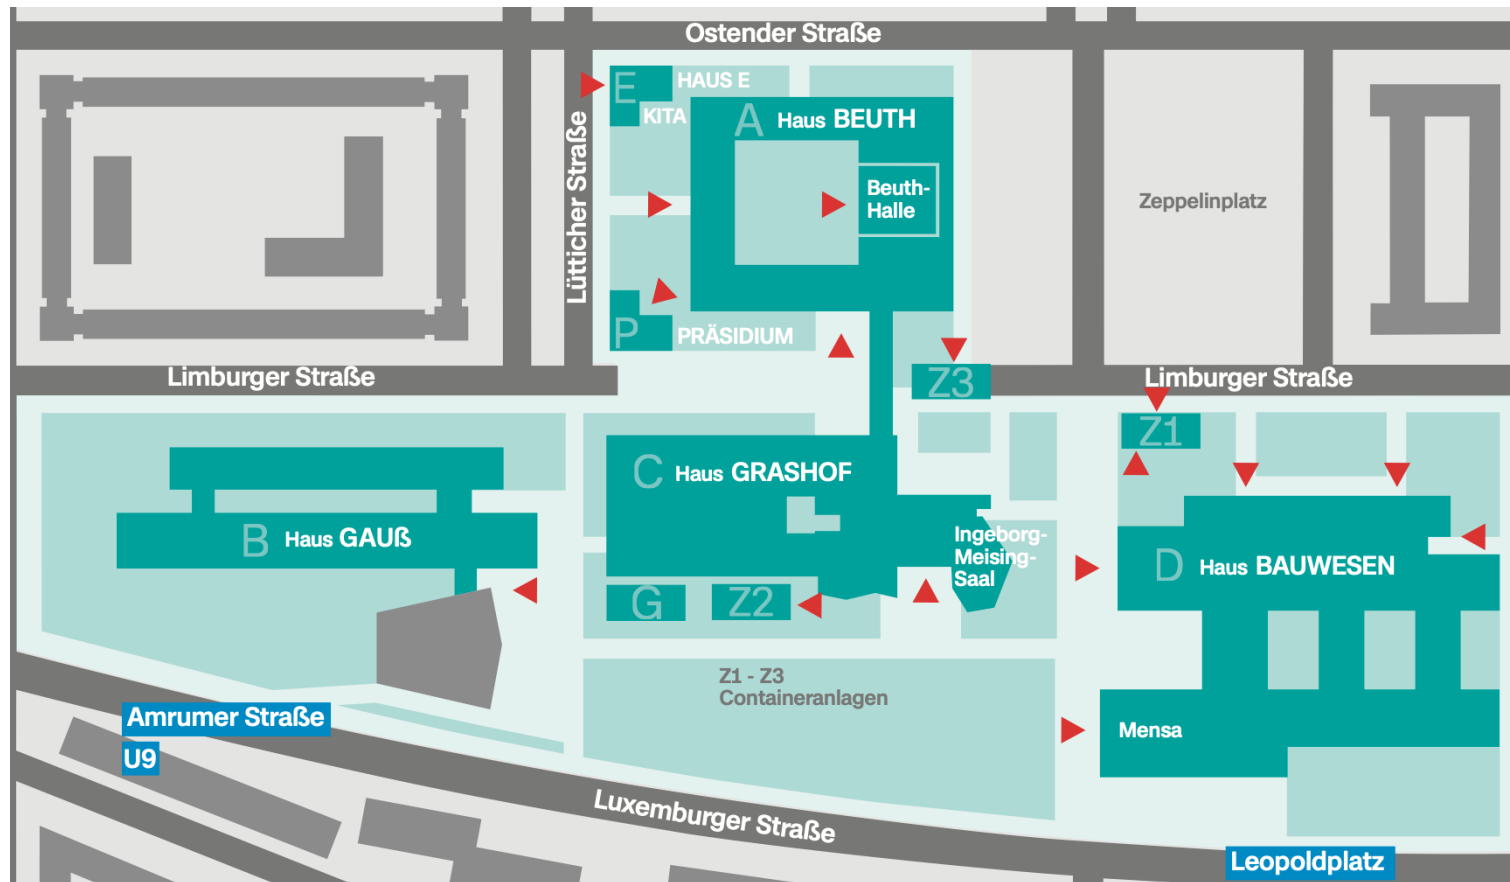 Ostender Straße
E
HAUS E
KITA
A
Haus BEUTH
Lütticher Straße
Beuth-
Halle
Zeppelinplatz
P
PRÄSIDIUM
Limburger Straße
Z3
Limburger Straße
Z1
C
Haus GRASHOF
B
Haus GAUß
Ingeborg-
Meising-
Saal
D
Haus BAUWESEN
G
Z2
Z1 - Z3
Containeranlagen
Amrumer Straße
U9
Mensa
Luxemburger Straße
Leopoldplatz